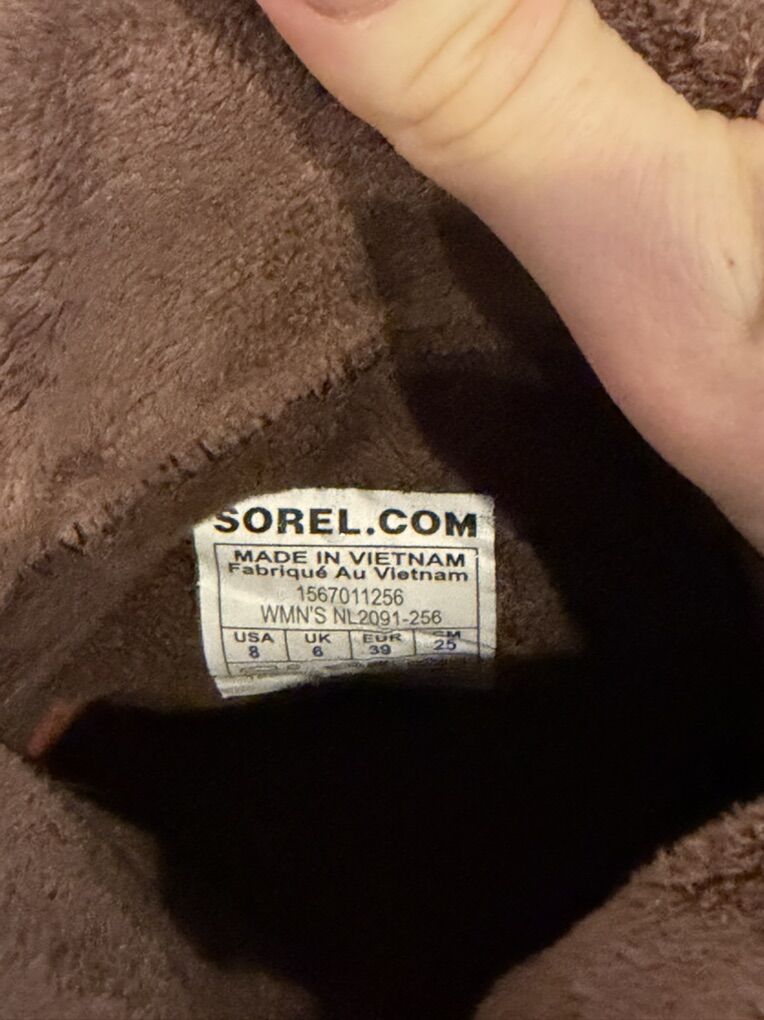 SOREL.COM
MADE IN VIETNAM
Fabriqué Au Vietnam
1567011256
WMN'S NL2091-256
USA UK EUR CM
8 6 39 25